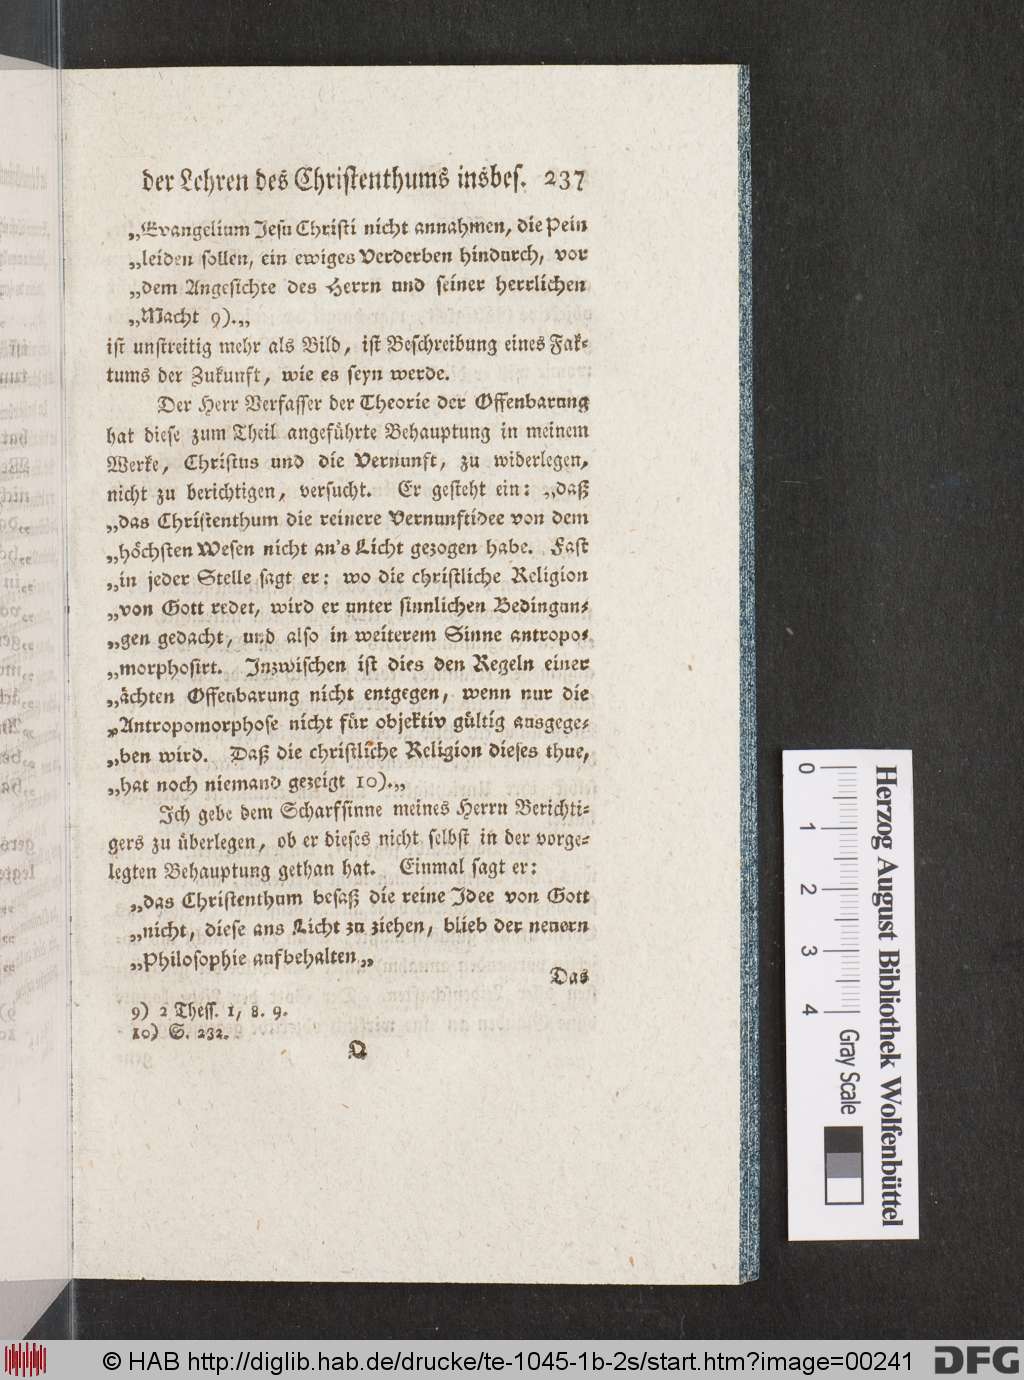 der Lehren des Christenthums insbes. 237
„Evangelium Jesu Christi nicht annahmen, die Pein
„leiden sollen, ein ewiges Verderben hindurch, vor
„dem Angesichte des Herrn und seiner herrlichen
„Macht 9).„
ist unstreitig mehr als Bild, ist Beschreibung eines Fak-
tums der Zukunft, wie es seyn werde.
Der Herr Verfasser der Theorie der Offenbarung
hat diese zum Theil angeführte Behauptung in meinem
Werke, Christus und die Vernunft, zu widerlegen,
nicht zu berichtigen, versucht. Er gesteht ein: „daß
„das Christenthum die reinere Vernunftidee von dem
„höchsten Wesen nicht an's Licht gezogen habe. Fast
„in jeder Stelle sagt er: wo die christliche Religion
„von Gott redet, wird er unter sinnlichen Bedingun-
„gen gedacht, und also in weiterem Sinne antropo-
„morphosirt. Inzwischen ist dies den Regeln einer
„ächten Offenbarung nicht entgegen, wenn nur die
„Antropomorphose nicht für objektiv gültig ausgege-
„ben wird. Daß die christliche Religion dieses thue,
„hat noch niemand gezeigt 10).„
Ich gebe dem Scharfsinne meines Herrn Berichti-
gers zu überlegen, ob er dieses nicht selbst in der vorge-
legten Behauptung gethan hat. Einmal sagt er:
„das Christenthum besaß die reine Idee von Gott
„nicht, diese ans Licht zu ziehen, blieb der neuern
„Philosophie aufbehalten„
Das
9) 2 Thess. 1, 8. 9.
10) S. 232.
Q
0 1 2 3 4
Gray Scale
Herzog August Bibliothek Wolfenbüttel
© HAB http://diglib.hab.de/drucke/te-1045-1b-2s/start.htm?image=00241
DFG